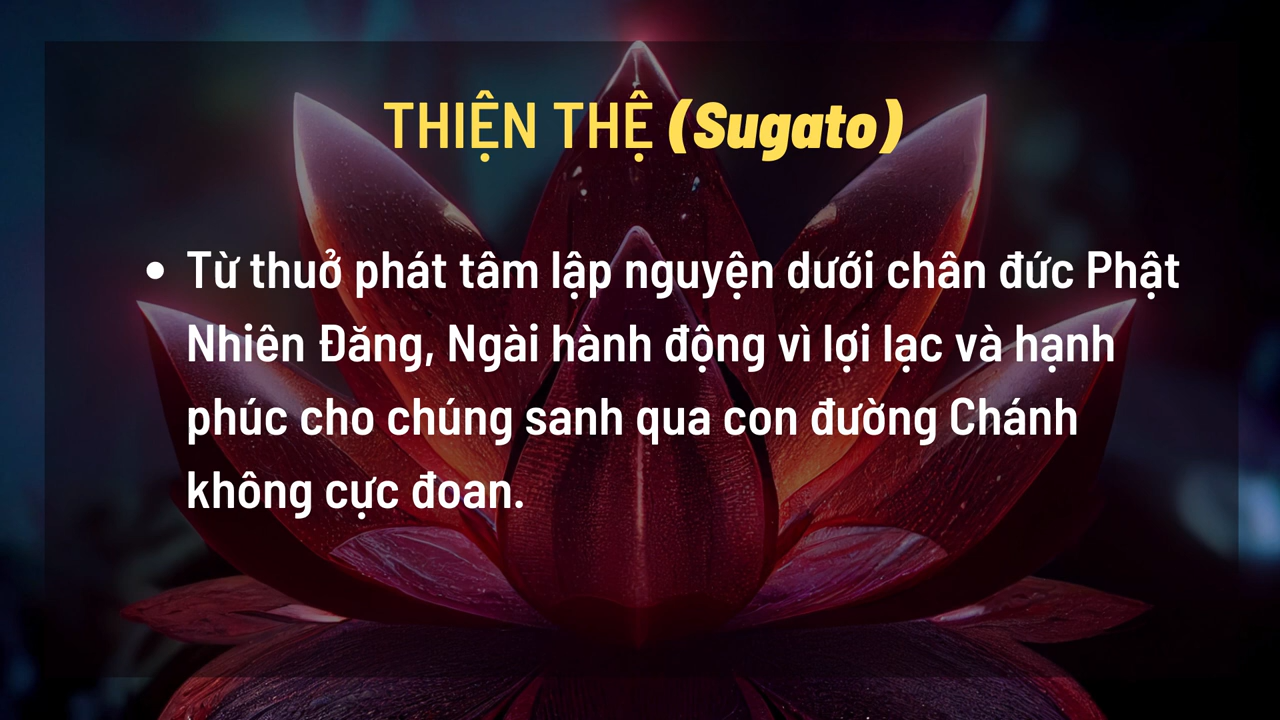 THIỆN THỆ (Sugato)
• Từ thuở phát tâm lập nguyện dưới chân đức Phật
Nhiên Đăng, Ngài hành động vì lợi lạc và hạnh
phúc cho chúng sanh qua con đường Chánh
không cực đoan.